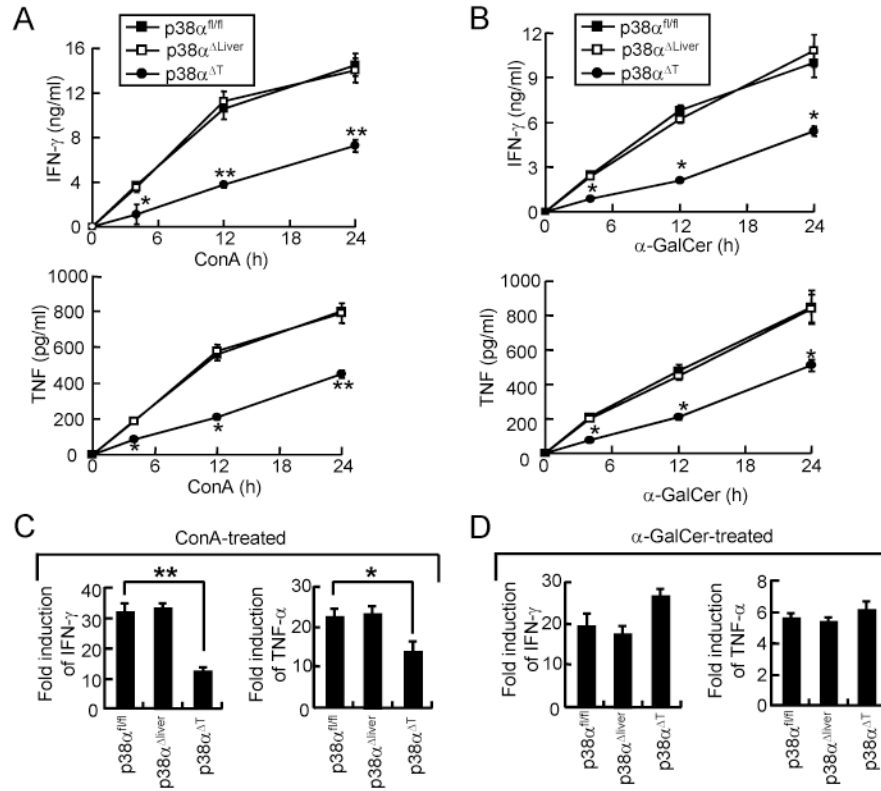 A
p38α^fl/fl
p38α^ΔLiver
p38α^ΔT
IFN-γ (ng/ml)
16
12
8
4
0
*
**
**
0 6 12 18 24
ConA (h)
B
p38α^fl/fl
p38α^ΔLiver
p38α^ΔT
IFN-γ (ng/ml)
12
9
6
3
0
*
*
*
0 6 12 18 24
α-GalCer (h)
TNF (pg/ml)
1000
800
600
400
200
0
*
*
**
0 6 12 18 24
ConA (h)
TNF (pg/ml)
1000
800
600
400
200
0
*
*
*
0 6 12 18 24
α-GalCer (h)
C
ConA-treated
Fold induction
of IFN-γ
40
30
20
10
0
**
p38α^fl/fl
p38α^Δliver
p38α^ΔT
Fold induction
of TNF-α
30
20
10
0
*
p38α^fl/fl
p38α^Δliver
p38α^ΔT
D
α-GalCer-treated
Fold induction
of IFN-γ
30
20
10
0
p38α^fl/fl
p38α^Δliver
p38α^ΔT
Fold induction
of TNF-α
8
6
4
2
0
p38α^fl/fl
p38α^Δliver
p38α^ΔT